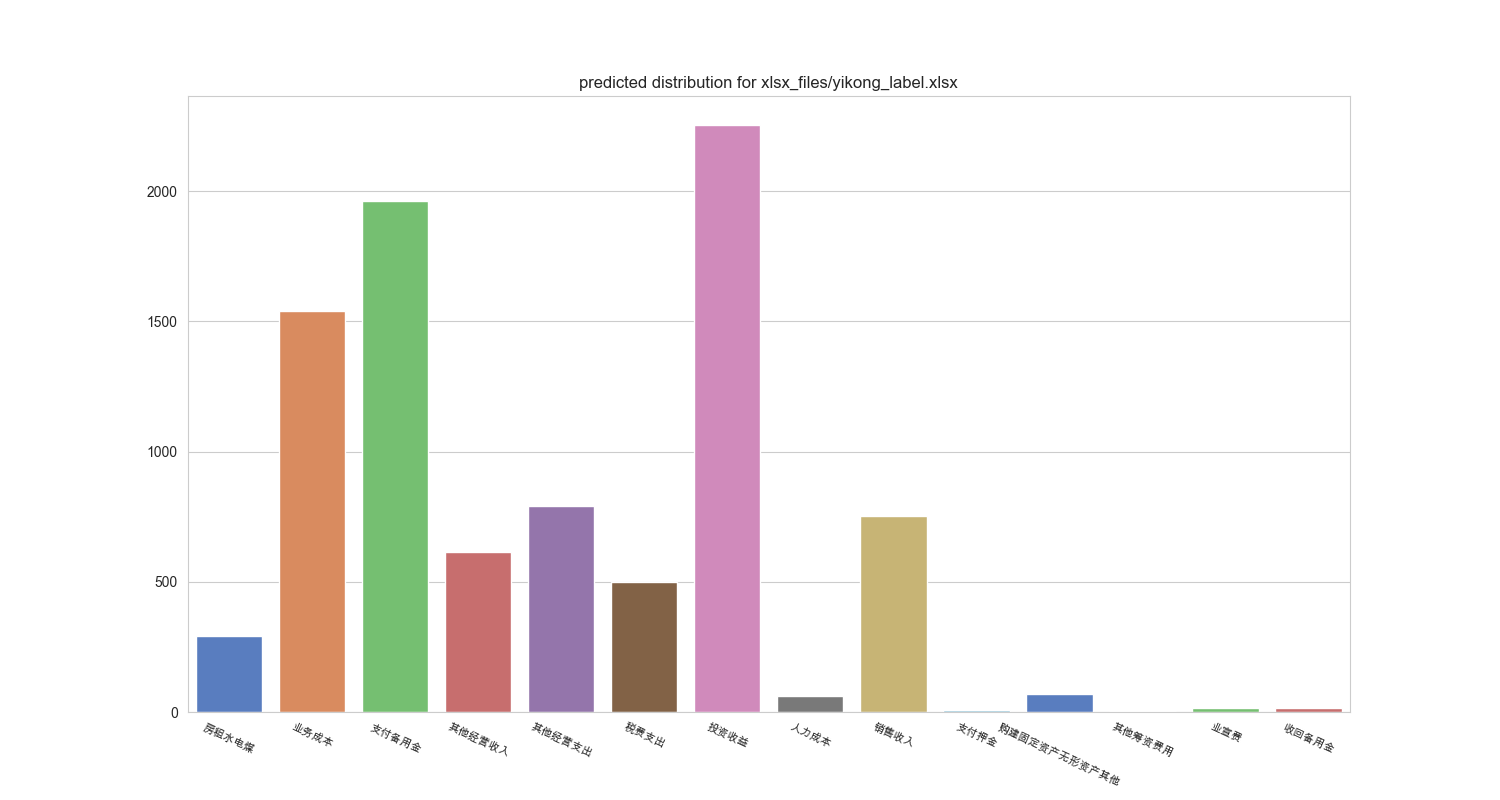 predicted distribution for xlsx_files/yikong_label.xlsx
2000
1500
1000
500
0
房租水电煤
业务成本
支付备用金
其他经营收入
其他经营支出
税费支出
投资收益
人力成本
销售收入
支付押金
购建固定资产无形资产其他
其他筹资费用
业宣费
收回备用金